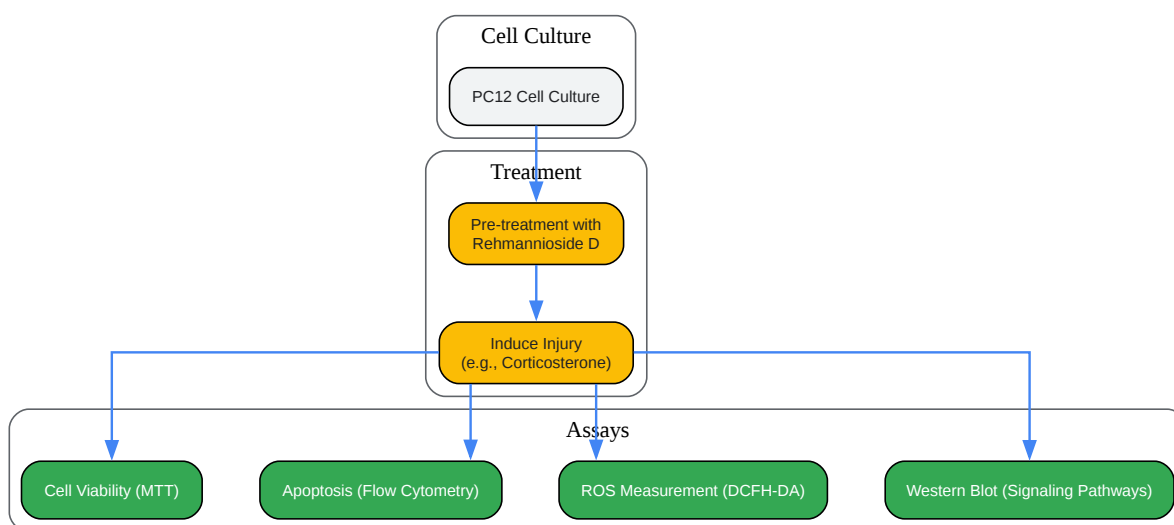 Cell Culture
PC12 Cell Culture
Treatment
Pre-treatment with
Rehmannioside D
Induce Injury
(e.g., Corticosterone)
Assays
Cell Viability (MTT)
Apoptosis (Flow Cytometry)
ROS Measurement (DCFH-DA)
Western Blot (Signaling Pathways)